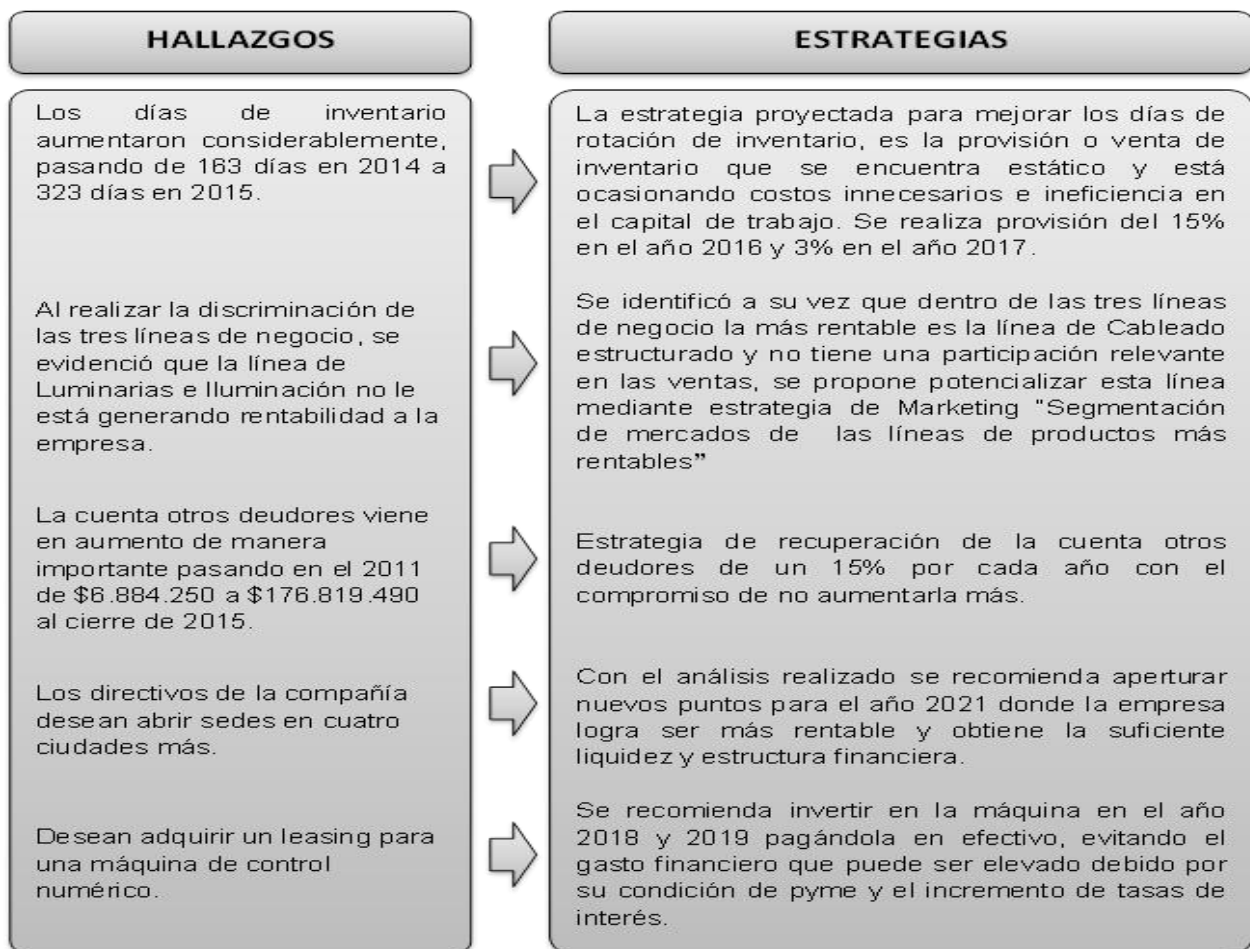 HALLAZGOS
ESTRATEGIAS
Los días de inventario
aumentaron considerablemente,
pasando de 163 días en 2014 a
323 días en 2015.
La estrategia proyectada para mejorar los días de
rotación de inventario, es la provisión o venta de
inventario que se encuentra estático y está
ocasionando costos innecesarios e ineficiencia en
el capital de trabajo. Se realiza provisión del 15%
en el año 2016 y 3% en el año 2017.
Al realizar la discriminación de
las tres líneas de negocio, se
evidenció que la línea de
Luminarias e Iluminación no le
está generando rentabilidad a la
empresa.
Se identificó a su vez que dentro de las tres líneas
de negocio la más rentable es la línea de Cableado
estructurado y no tiene una participación relevante
en las ventas, se propone potencializar esta línea
mediante estrategia de Marketing "Segmentación
de mercados de las líneas de productos más
rentables”
La cuenta otros deudores viene
en aumento de manera
importante pasando en el 2011
de $6.884.250 a $176.819.490
al cierre de 2015.
Estrategia de recuperación de la cuenta otros
deudores de un 15% por cada año con el
compromiso de no aumentarla más.
Los directivos de la compañía
desean abrir sedes en cuatro
ciudades más.
Con el análisis realizado se recomienda aperturar
nuevos puntos para el año 2021 donde la empresa
logra ser más rentable y obtiene la suficiente
liquidez y estructura financiera.
Desean adquirir un leasing para
una máquina de control
numérico.
Se recomienda invertir en la máquina en el año
2018 y 2019 pagándola en efectivo, evitando el
gasto financiero que puede ser elevado debido por
su condición de pyme y el incremento de tasas de
interés.